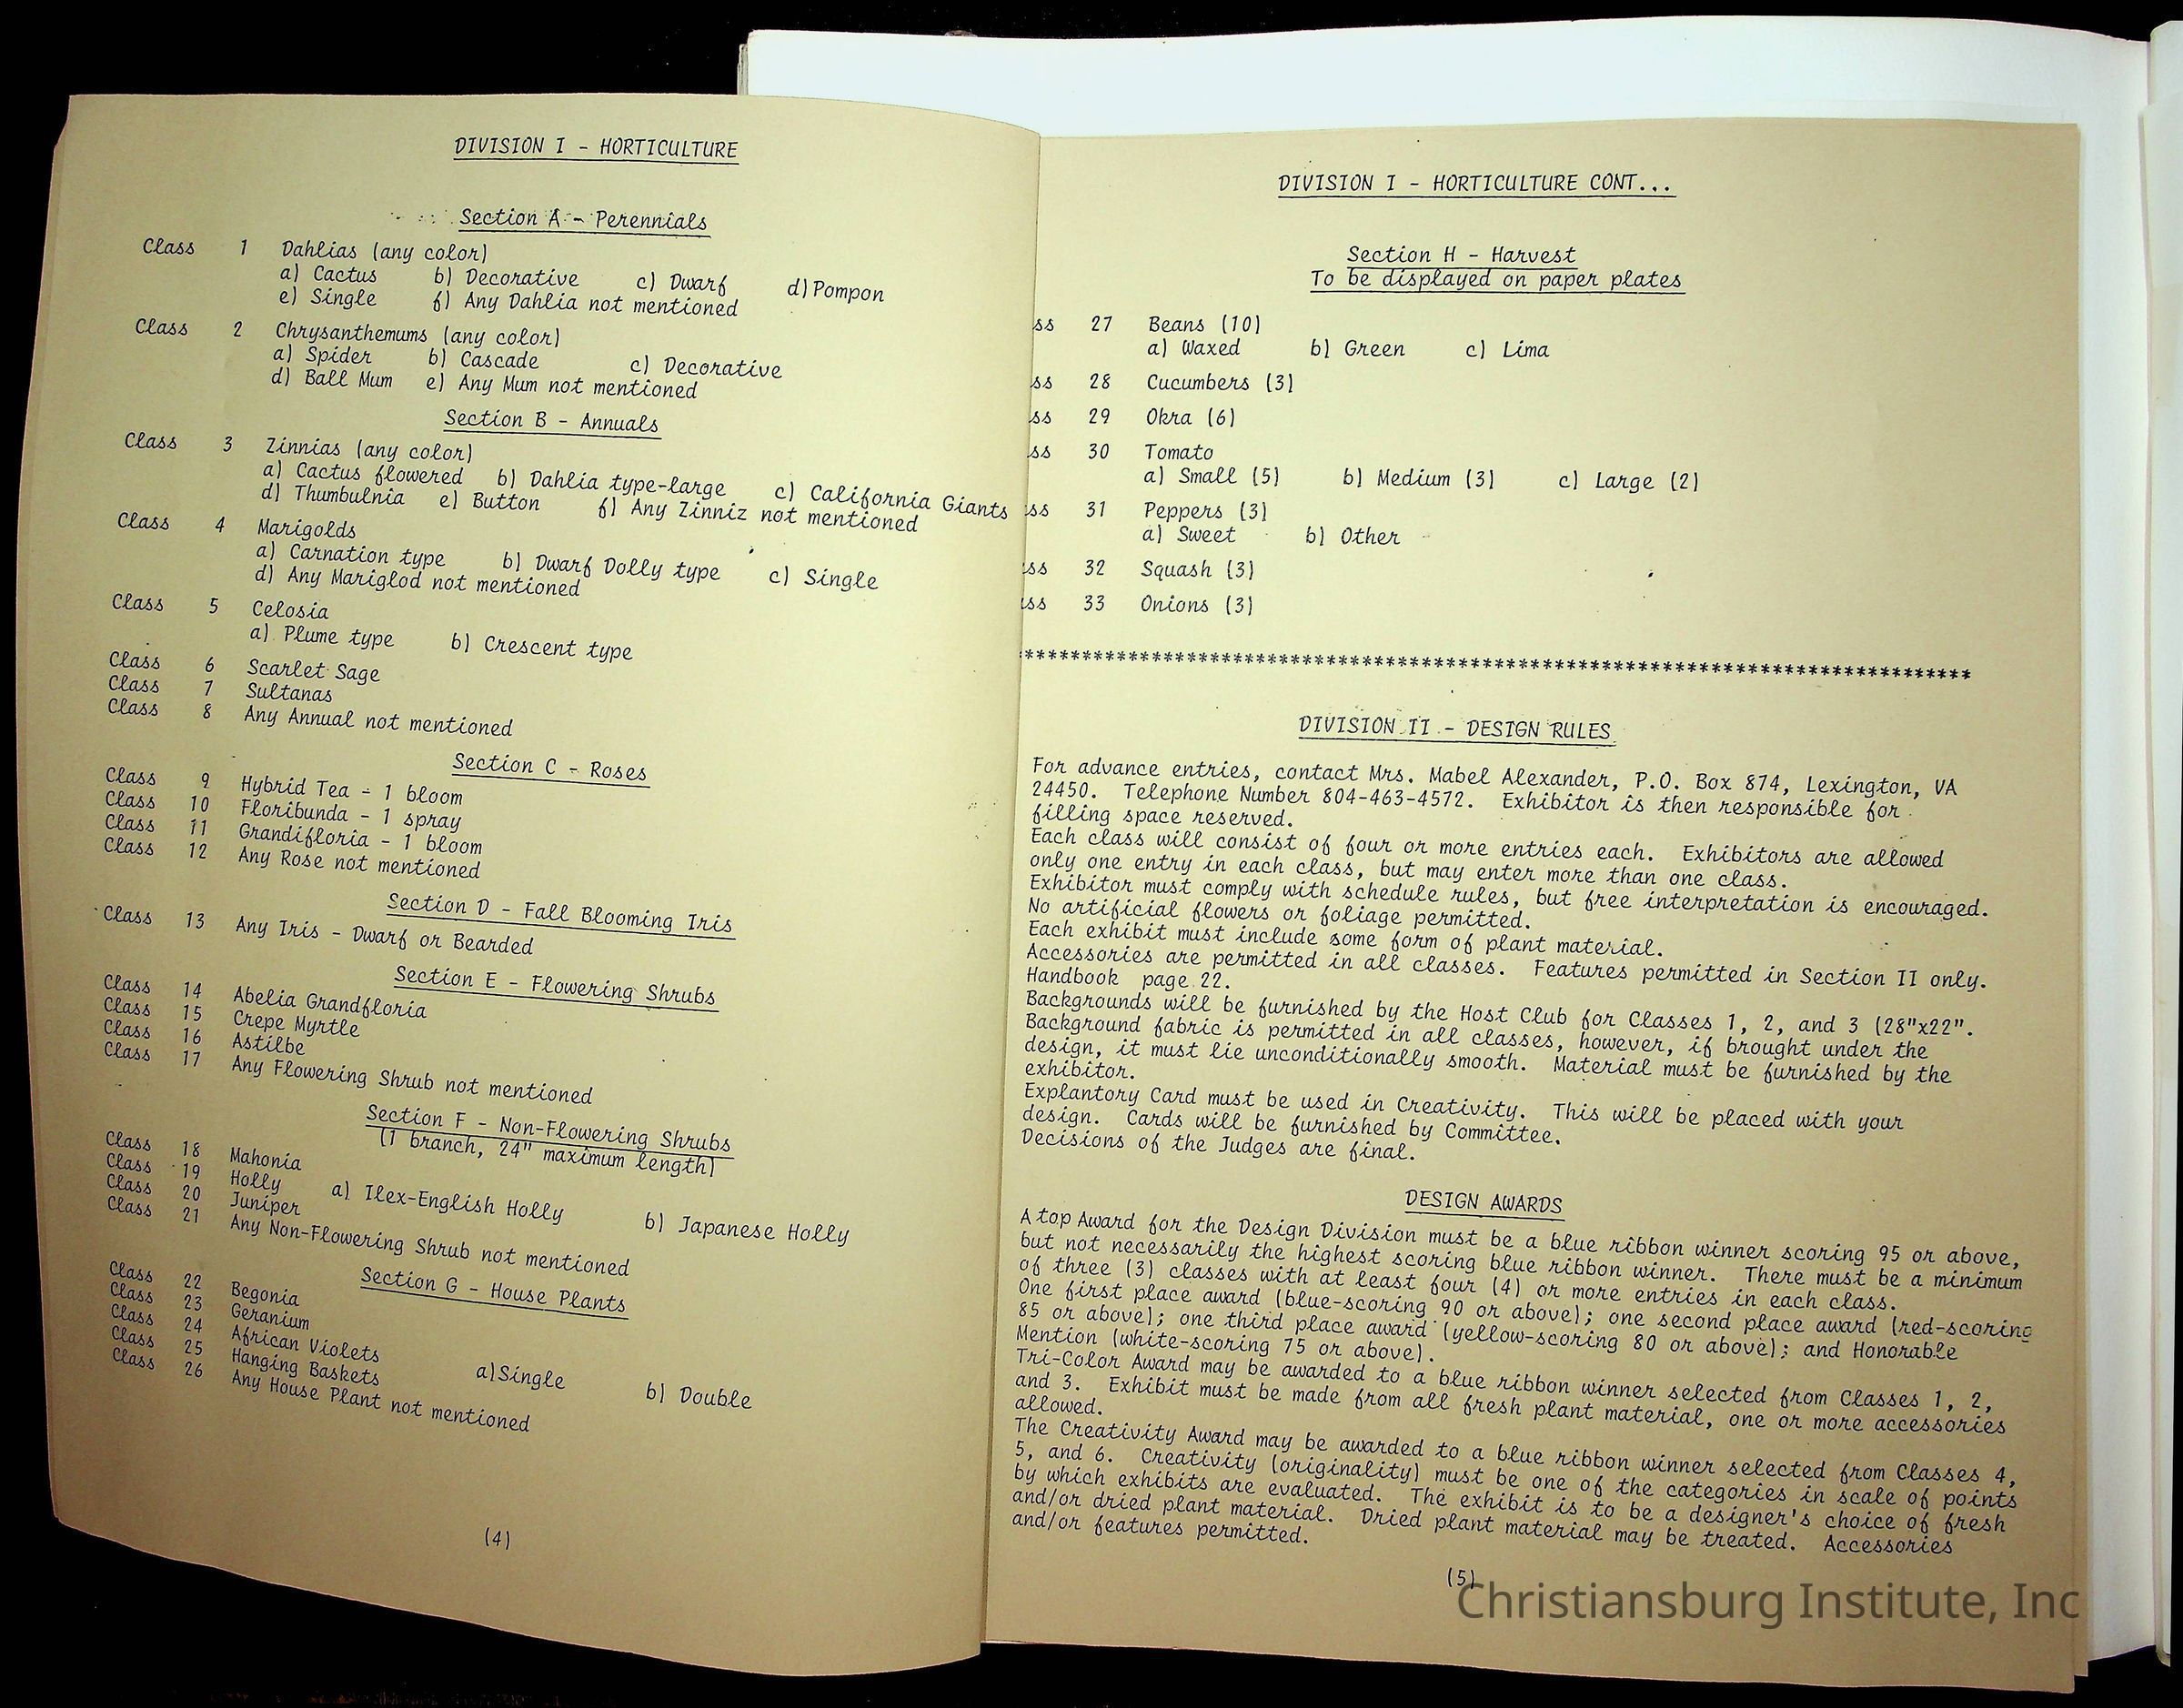 DIVISION I - HORTICULTURE
Section A - Perennials
Class 1 Dahlias (any color)
a) Cactus b) Decorative c) Dwarf d) Pompon
e) Single f) Any Dahlia not mentioned
Class 2 Chrysanthemums (any color)
a) Spider b) Cascade c) Decorative
d) Ball Mum e) Any Mum not mentioned
Section B - Annuals
Class 3 Zinnias (any color)
a) Cactus flowered b) Dahlia type-large c) California Giants
d) Thumbulnia e) Button f) Any Zinniz not mentioned
Class 4 Marigolds
a) Carnation type b) Dwarf Dolly type c) Single
d) Any Mariglod not mentioned
Class 5 Celosia
a) Plume type b) Crescent type
Class 6 Scarlet Sage
Class 7 Sultanas
Class 8 Any Annual not mentioned
Section C - Roses
Class 9 Hybrid Tea - 1 bloom
Class 10 Floribunda - 1 spray
Class 11 Grandifloria - 1 bloom
Class 12 Any Rose not mentioned
Section D - Fall Blooming Iris
Class 13 Any Iris - Dwarf or Bearded
Section E - Flowering Shrubs
Class 14 Abelia Grandfloria
Class 15 Crepe Myrtle
Class 16 Astilbe
Class 17 Any Flowering Shrub not mentioned
Section F - Non-Flowering Shrubs
(1 branch, 24" maximum length)
Class 18 Mahonia
Class 19 Holly a) Ilex-English Holly b) Japanese Holly
Class 20 Juniper
Class 21 Any Non-Flowering Shrub not mentioned
Section G - House Plants
Class 22 Begonia
Class 23 Geranium
Class 24 African Violets a) Single b) Double
Class 25 Hanging Baskets
Class 26 Any House Plant not mentioned
(4)
DIVISION I - HORTICULTURE CONT...
Section H - Harvest
To be displayed on paper plates
ss 27 Beans (10)
a) Waxed b) Green c) Lima
ss 28 Cucumbers (3)
ss 29 Okra (6)
ss 30 Tomato
a) Small (5) b) Medium (3) c) Large (2)
ss 31 Peppers (3)
a) Sweet b) Other
ss 32 Squash (3)
ss 33 Onions (3)
*********************************************************************************
DIVISION II - DESIGN RULES
For advance entries, contact Mrs. Mabel Alexander, P.O. Box 874, Lexington, VA
24450. Telephone Number 804-463-4572. Exhibitor is then responsible for
filling space reserved.
Each class will consist of four or more entries each. Exhibitors are allowed
only one entry in each class, but may enter more than one class.
Exhibitor must comply with schedule rules, but free interpretation is encouraged.
No artificial flowers or foliage permitted.
Each exhibit must include some form of plant material.
Accessories are permitted in all classes. Features permitted in Section II only.
Handbook page 22.
Backgrounds will be furnished by the Host Club for Classes 1, 2, and 3 (28"x22".
Background fabric is permitted in all classes, however, if brought under the
design, it must lie unconditionally smooth. Material must be furnished by the
exhibitor.
Explantory Card must be used in Creativity. This will be placed with your
design. Cards will be furnished by Committee.
Decisions of the Judges are final.
DESIGN AWARDS
A top Award for the Design Division must be a blue ribbon winner scoring 95 or above,
but not necessarily the highest scoring blue ribbon winner. There must be a minimum
of three (3) classes with at least four (4) or more entries in each class.
One first place award (blue-scoring 90 or above); one second place award (red-scoring
85 or above); one third place award (yellow-scoring 80 or above); and Honorable
Mention (white-scoring 75 or above).
Tri-Color Award may be awarded to a blue ribbon winner selected from Classes 1, 2,
and 3. Exhibit must be made from all fresh plant material, one or more accessories
allowed.
The Creativity Award may be awarded to a blue ribbon winner selected from Classes 4,
5, and 6. Creativity (originality) must be one of the categories in scale of points
by which exhibits are evaluated. The exhibit is to be a designer's choice of fresh
and/or dried plant material. Dried plant material may be treated. Accessories
and/or features permitted.
(5)
Christiansburg Institute, Inc